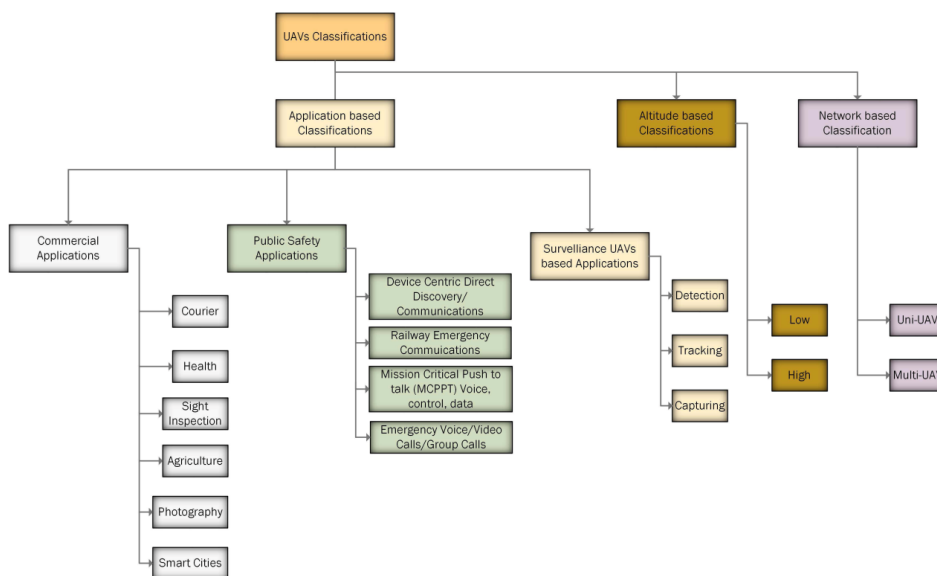 UAVs Classifications
Application based
Classifications
Altitude based
Classifications
Network based
Classification
Commercial
Applications
Public Safety
Applications
Survelliance UAVs
based Applications
Courier
Health
Sight
Inspection
Agriculture
Photography
Smart Cities
Device Centric Direct
Discovery/
Communications
Railway Emergency
Commuications
Mission Critical Push to
talk (MCPPT) Voice,
control, data
Emergency Voice/Video
Calls/Group Calls
Detection
Tracking
Capturing
Low
High
Uni-UAV
Multi-UAV